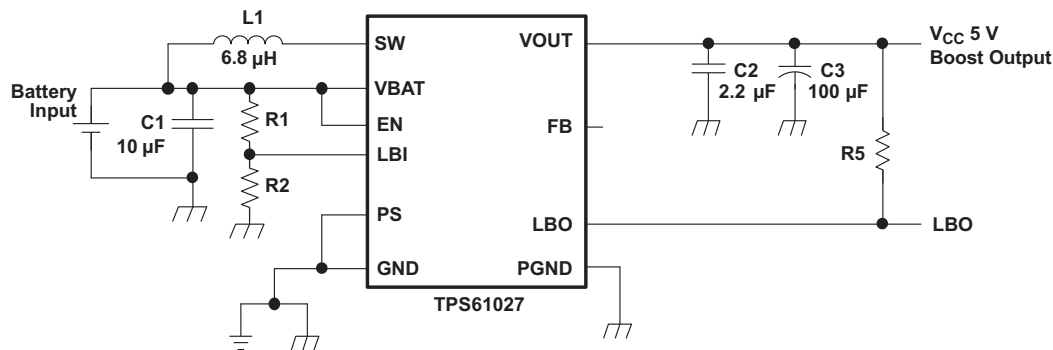 L1
6.8 µH
SW
VBAT
EN
LBI
PS
GND
VOUT
FB
LBO
PGND
TPS61027
Battery
Input
C1
10 µF
R1
R2
C2
2.2 µF
C3
100 µF
R5
VCC 5 V
Boost Output
LBO